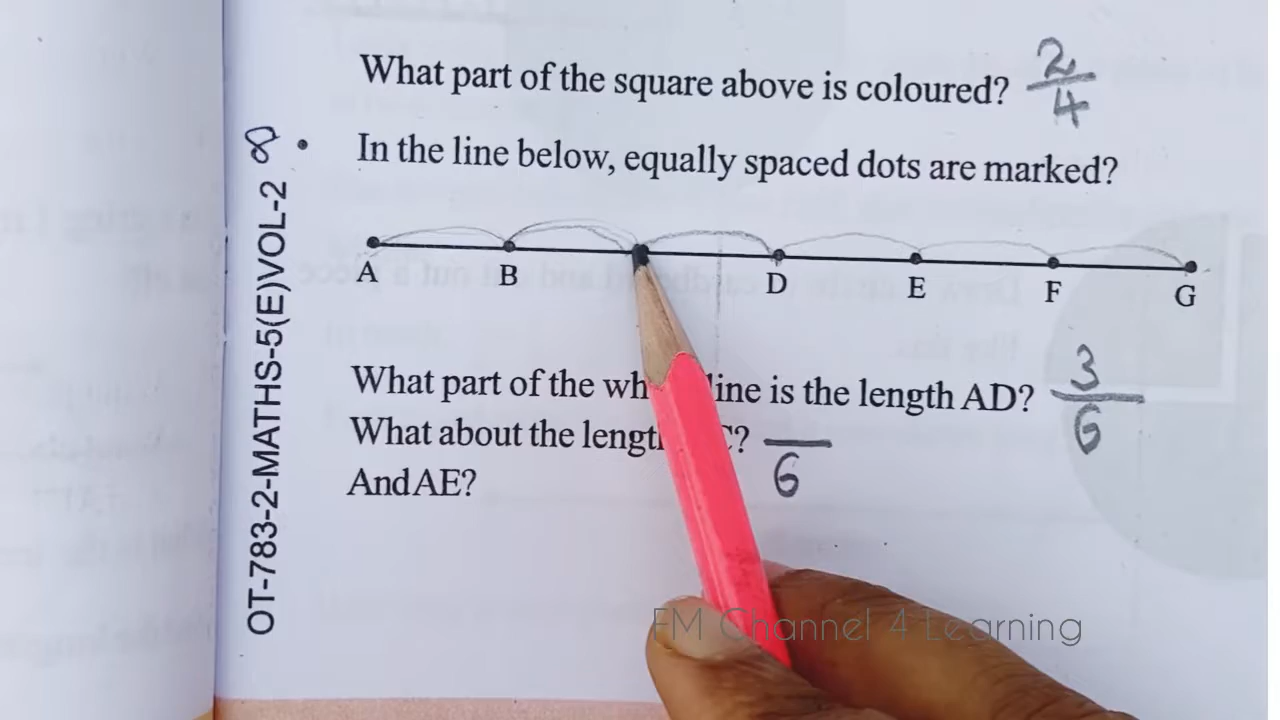 What part of the square above is coloured? 2/4
• In the line below, equally spaced dots are marked?
A B D E F G
What part of the line is the length AD? 3/6
What about the ? /6
And AE?
OT-783-2-MATHS-5(E)VOL-2 8
FM Channel 4 Learning